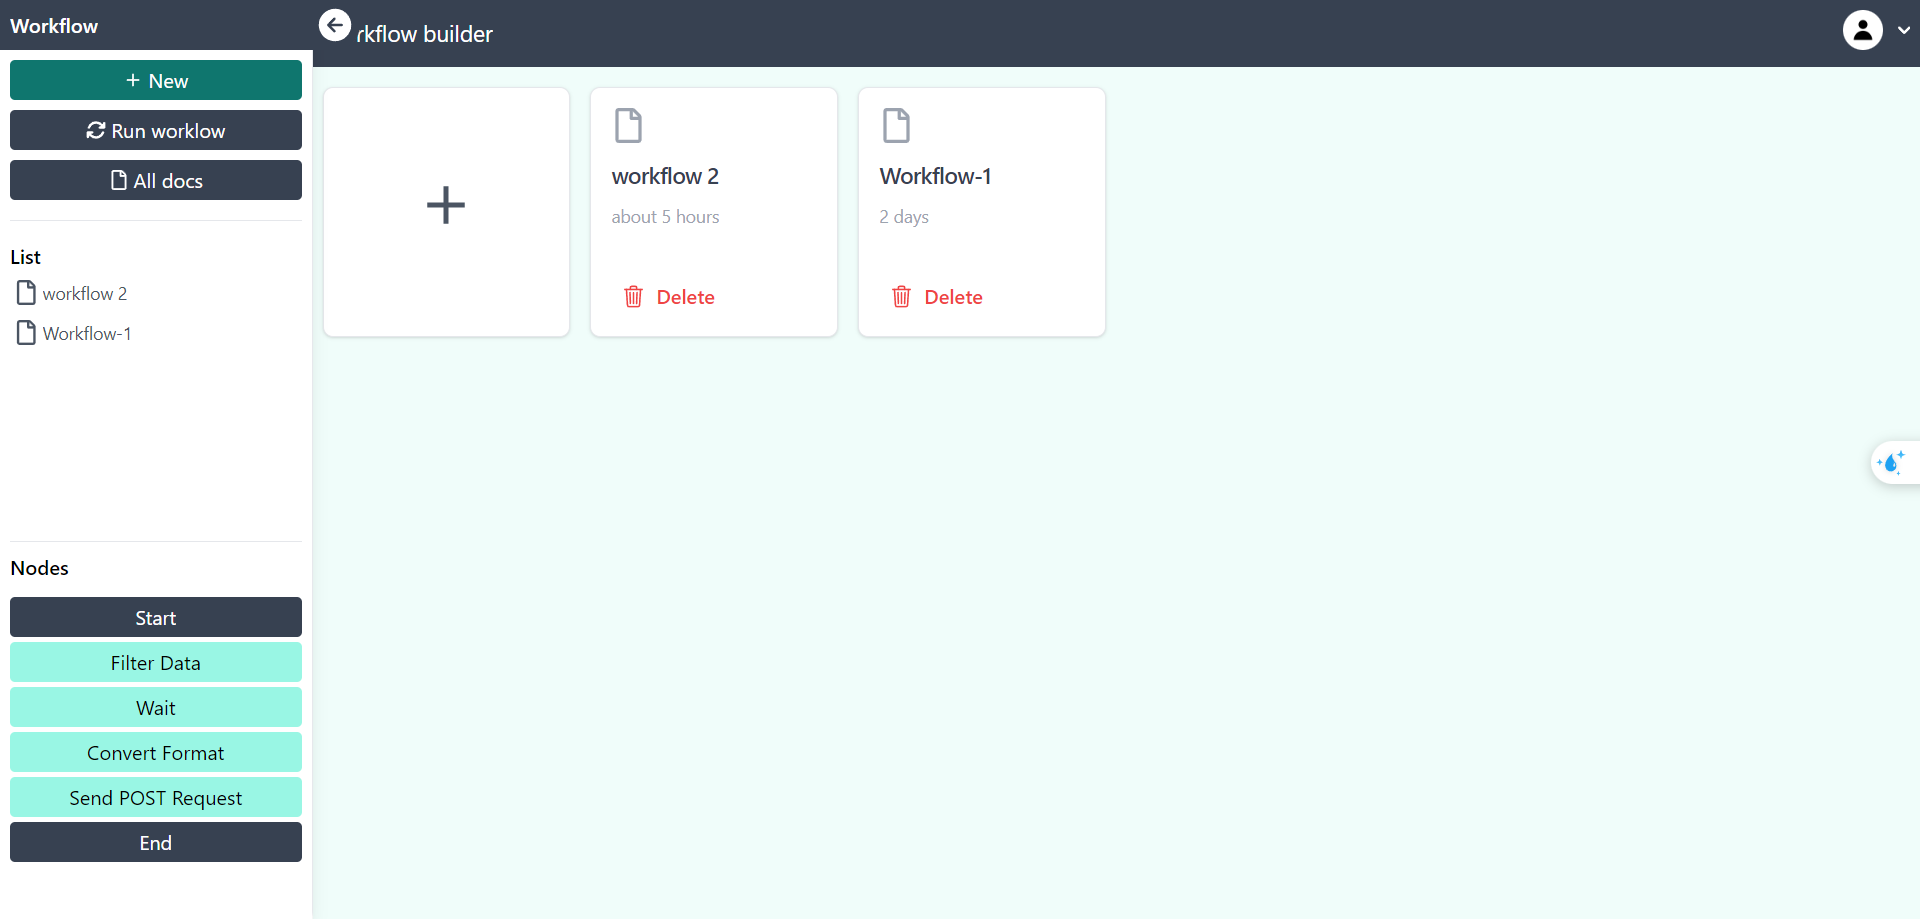 Workflow
New
Run worklow
All docs
List
workflow 2
Workflow-1
Nodes
Start
Filter Data
Wait
Convert Format
Send POST Request
End
rkflow builder
workflow 2
about 5 hours
Delete
Workflow-1
2 days
Delete